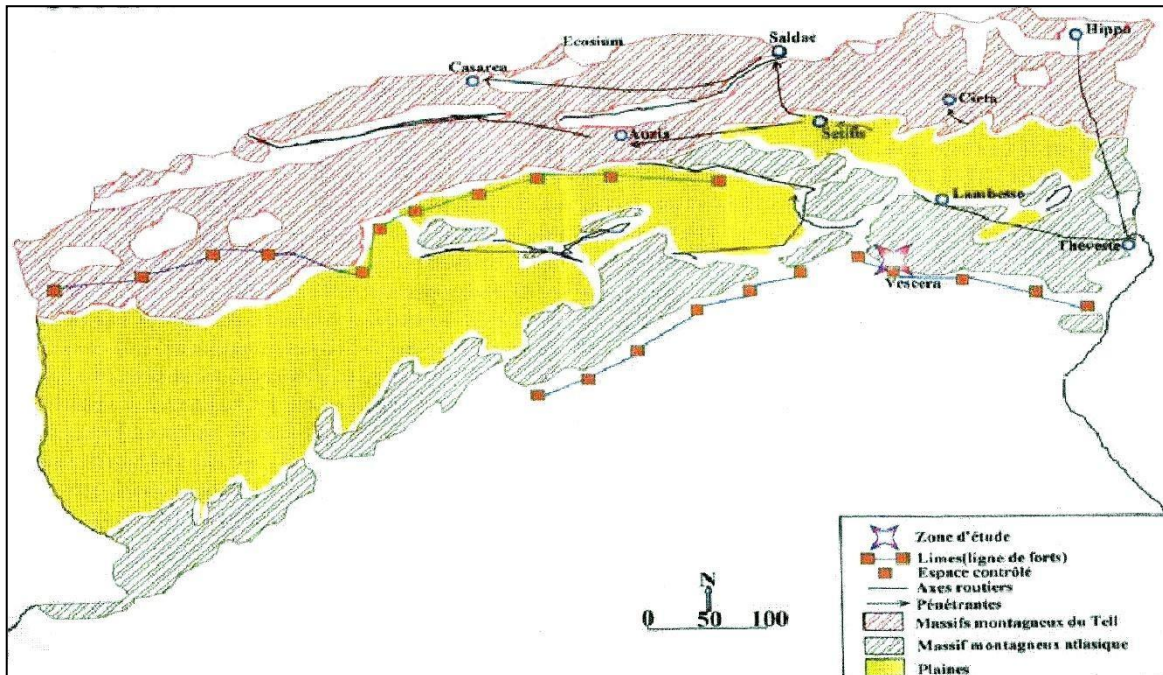 Hippo
Saldae
Ecosium
Casarea
Cirta
Auzia
Setifis
Lambesse
Theveste
Vescera
N
0 50 100
Zone d'étude
Limes(ligne de forts)
Espace contrôlé
Axes routiers
Pénétrantes
Massifs montagneux du Tell
Massif montagneux atlasique
Plaines